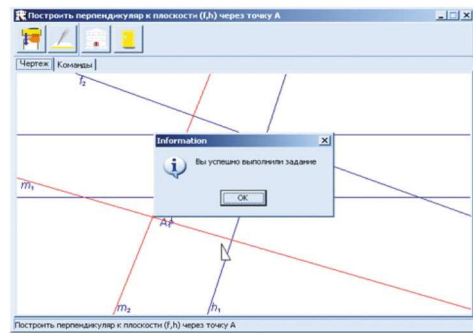 Построить перпендикуляр к плоскости (f,h) через точку A
Чертеж
Команды
f₂
Information
Вы успешно выполнили задание
OK
m₁
m₂
h₁
Построить перпендикуляр к плоскости (f,h) через точку A